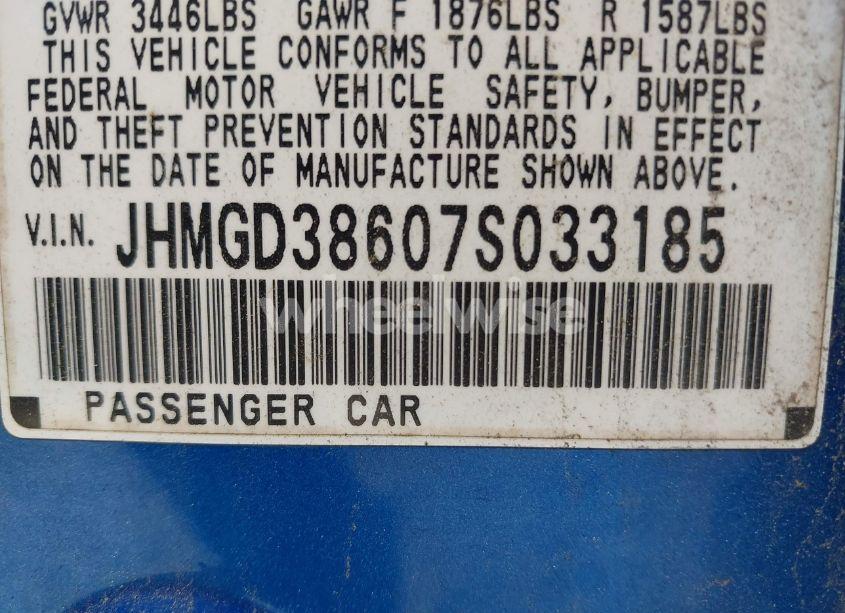 GVWR 3446LBS GAWR F 1876LBS R 1587LBS
THIS VEHICLE CONFORMS TO ALL APPLICABLE
FEDERAL MOTOR VEHICLE SAFETY, BUMPER,
AND THEFT PREVENTION STANDARDS IN EFFECT
ON THE DATE OF MANUFACTURE SHOWN ABOVE.
V.I.N. JHMGD38607S033185
wheelwise
PASSENGER CAR